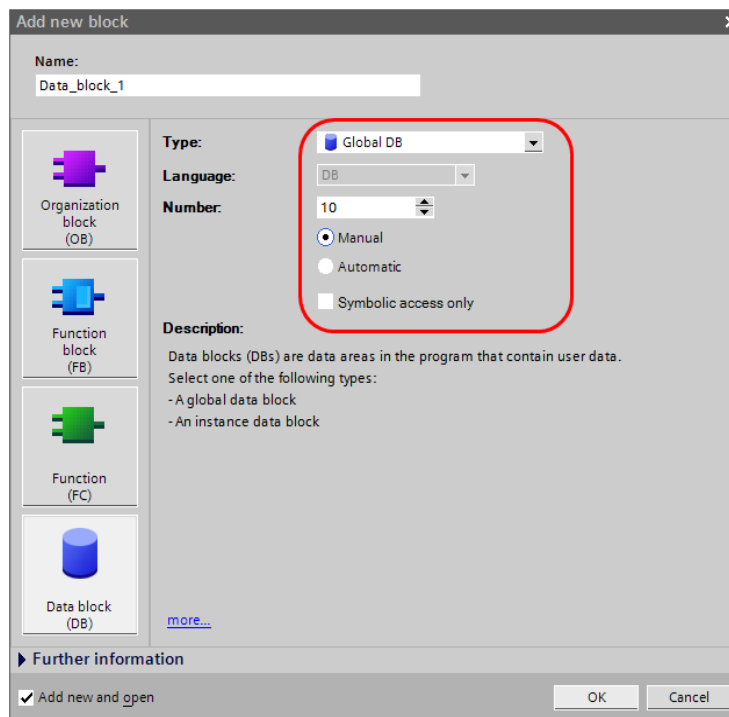 Add new block
Name:
Data_block_1
Organization
block
(OB)
Function
block
(FB)
Function
(FC)
Data block
(DB)
Type:
Global DB
Language:
DB
Number:
10
Manual
Automatic
Symbolic access only
Description:
Data blocks (DBs) are data areas in the program that contain user data.
Select one of the following types:
- A global data block
- An instance data block
more...
Further information
Add new and open
OK
Cancel